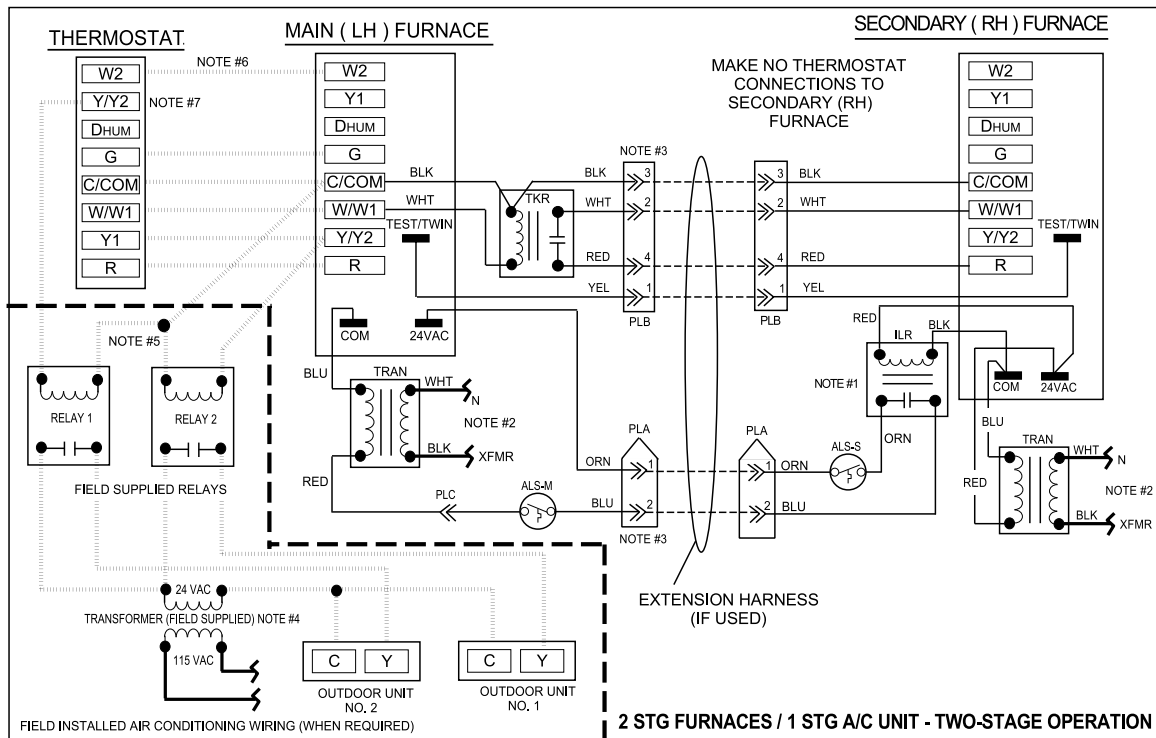 THERMOSTAT
MAIN ( LH ) FURNACE
SECONDARY ( RH ) FURNACE
W2
Y/Y2
DHUM
G
C/COM
W/W1
Y1
R
NOTE #6
NOTE #7
W2
Y1
DHUM
G
C/COM
W/W1
Y/Y2
R
TEST/TWIN
COM
24VAC
BLK
WHT
TKR
BLK
WHT
RED
YEL
NOTE #3
3
2
4
1
PLB
MAKE NO THERMOSTAT
CONNECTIONS TO
SECONDARY (RH)
FURNACE
3
2
4
1
PLB
BLK
WHT
RED
YEL
W2
Y1
DHUM
G
C/COM
W/W1
Y/Y2
R
TEST/TWIN
RED
ILR
BLK
NOTE #1
COM
24VAC
ORN
BLU
RED
TRAN
WHT
N
NOTE #2
BLK
XFMR
NOTE #5
RELAY 1
RELAY 2
FIELD SUPPLIED RELAYS
BLU
TRAN
WHT
N
NOTE #2
BLK
XFMR
RED
PLC
ALS-M
ORN
BLU
PLA
1
2
NOTE #3
PLA
1
2
ORN
BLU
ALS-S
EXTENSION HARNESS
(IF USED)
24 VAC
TRANSFORMER (FIELD SUPPLIED) NOTE #4
115 VAC
C
Y
OUTDOOR UNIT
NO. 2
C
Y
OUTDOOR UNIT
NO. 1
FIELD INSTALLED AIR CONDITIONING WIRING (WHEN REQUIRED)
2 STG FURNACES / 1 STG A/C UNIT - TWO-STAGE OPERATION